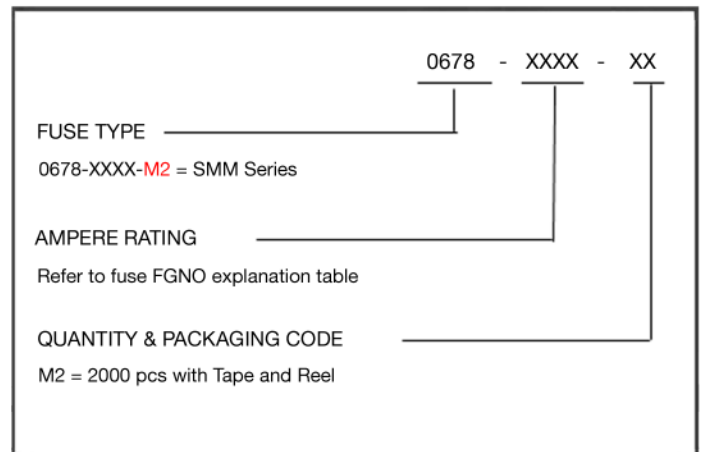 0678 - XXXX - XX
FUSE TYPE
0678-XXXX-M2 = SMM Series
AMPERE RATING
Refer to fuse FGNO explanation table
QUANTITY & PACKAGING CODE
M2 = 2000 pcs with Tape and Reel